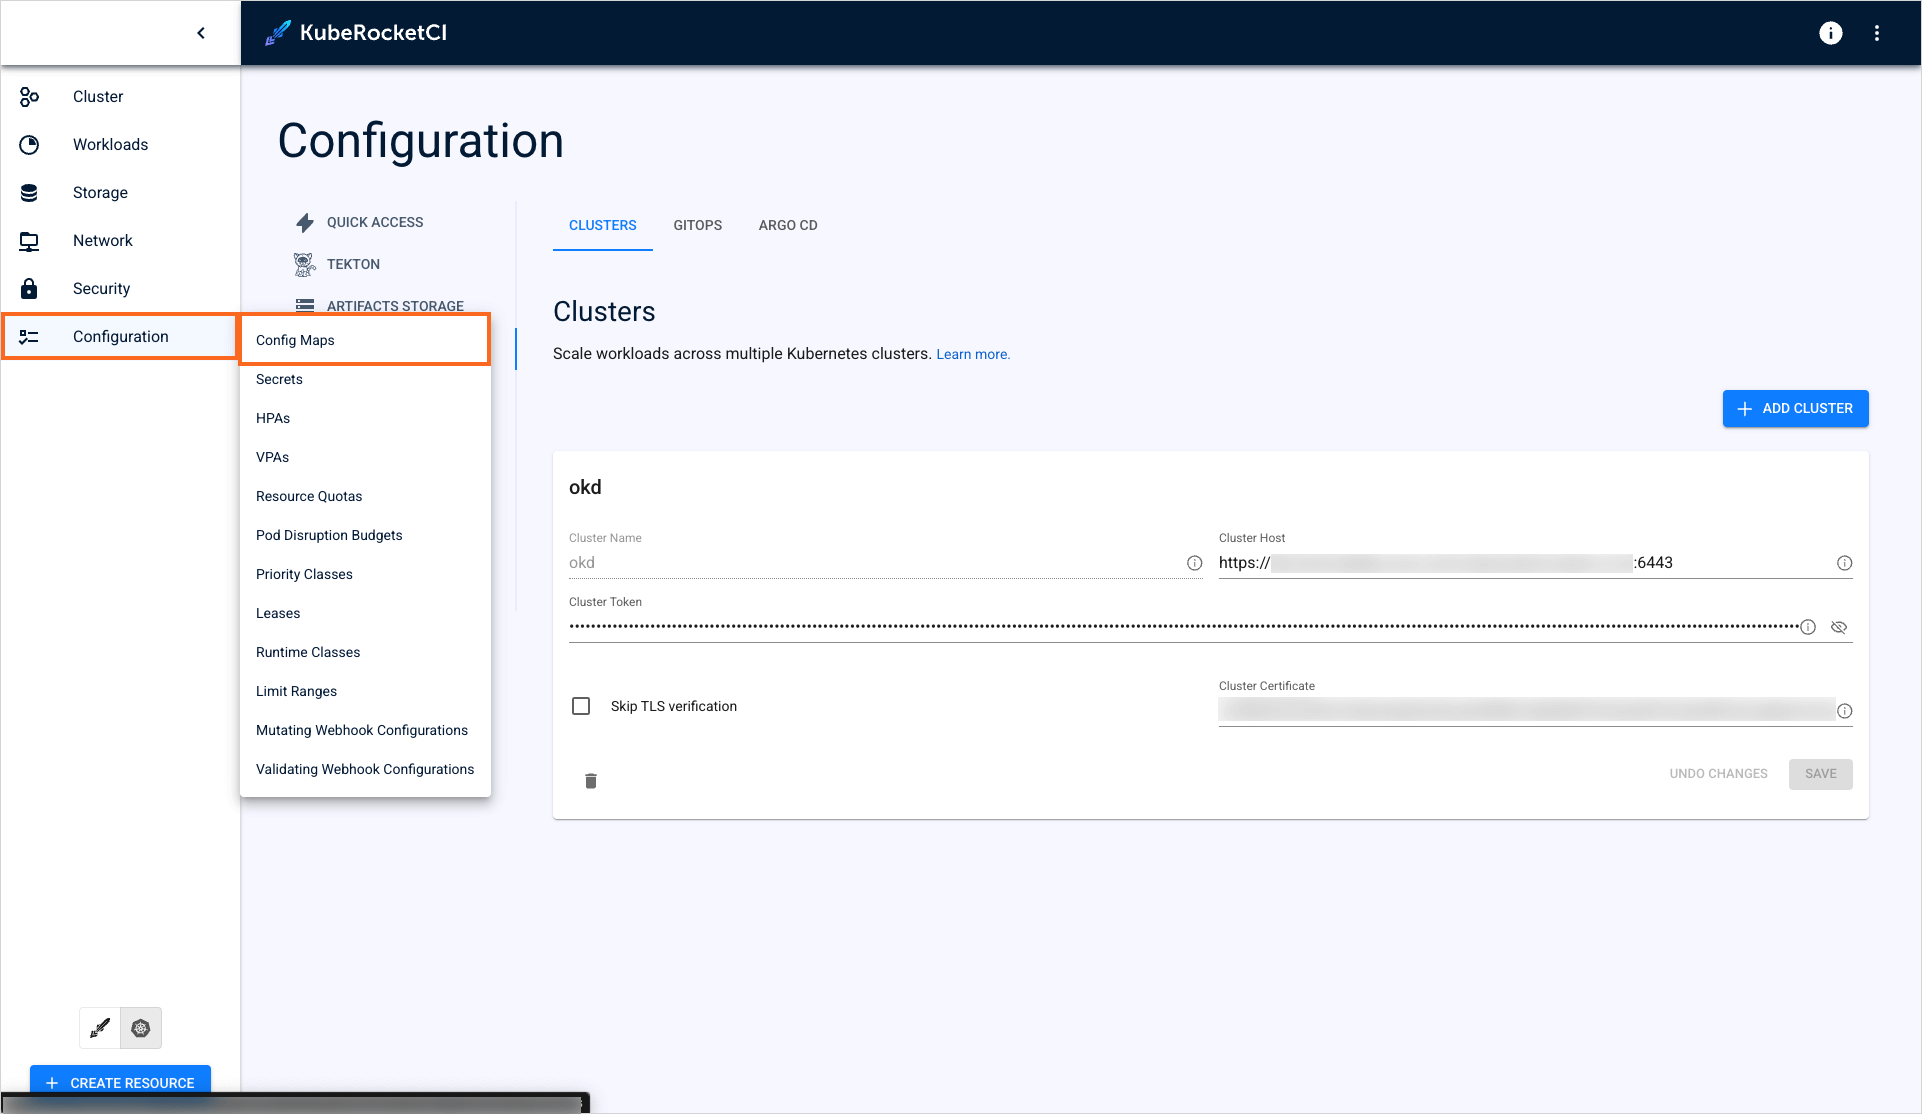 KubeRocketCI
Cluster
Workloads
Storage
Network
Security
Configuration
Configuration
QUICK ACCESS
TEKTON
ARTIFACTS STORAGE
Config Maps
Secrets
HPAs
VPAs
Resource Quotas
Pod Disruption Budgets
Priority Classes
Leases
Runtime Classes
Limit Ranges
Mutating Webhook Configurations
Validating Webhook Configurations
CLUSTERS GITOPS ARGO CD
Clusters
Scale workloads across multiple Kubernetes clusters. Learn more.
ADD CLUSTER
okd
Cluster Name
okd
Cluster Host
https:// :6443
Cluster Token
Skip TLS verification
Cluster Certificate
UNDO CHANGES SAVE
CREATE RESOURCE